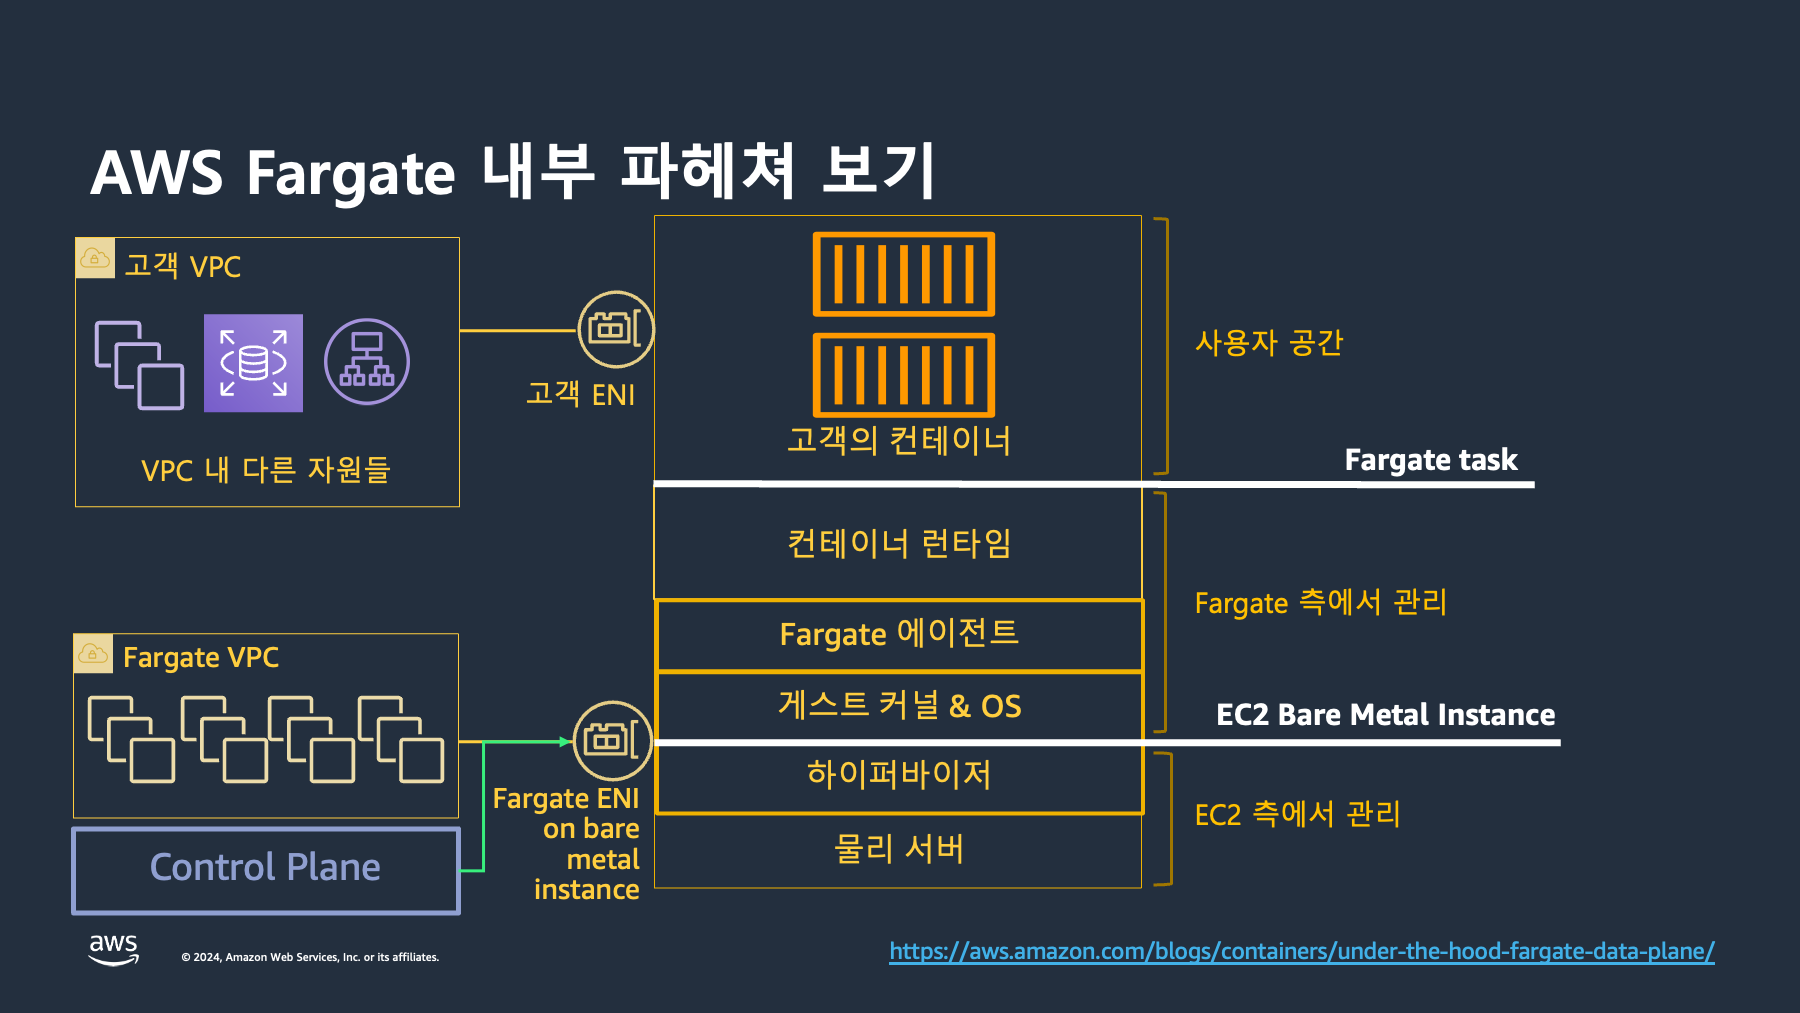 AWS Fargate 내부 파헤쳐 보기
고객 VPC
VPC 내 다른 자원들
고객 ENI
고객의 컨테이너
사용자 공간
Fargate task
컨테이너 런타임
Fargate 에이전트
게스트 커널 & OS
Fargate 측에서 관리
EC2 Bare Metal Instance
하이퍼바이저
물리 서버
EC2 측에서 관리
Fargate VPC
Fargate ENI
on bare
metal
instance
Control Plane
aws
© 2024, Amazon Web Services, Inc. or its affiliates.
https://aws.amazon.com/blogs/containers/under-the-hood-fargate-data-plane/